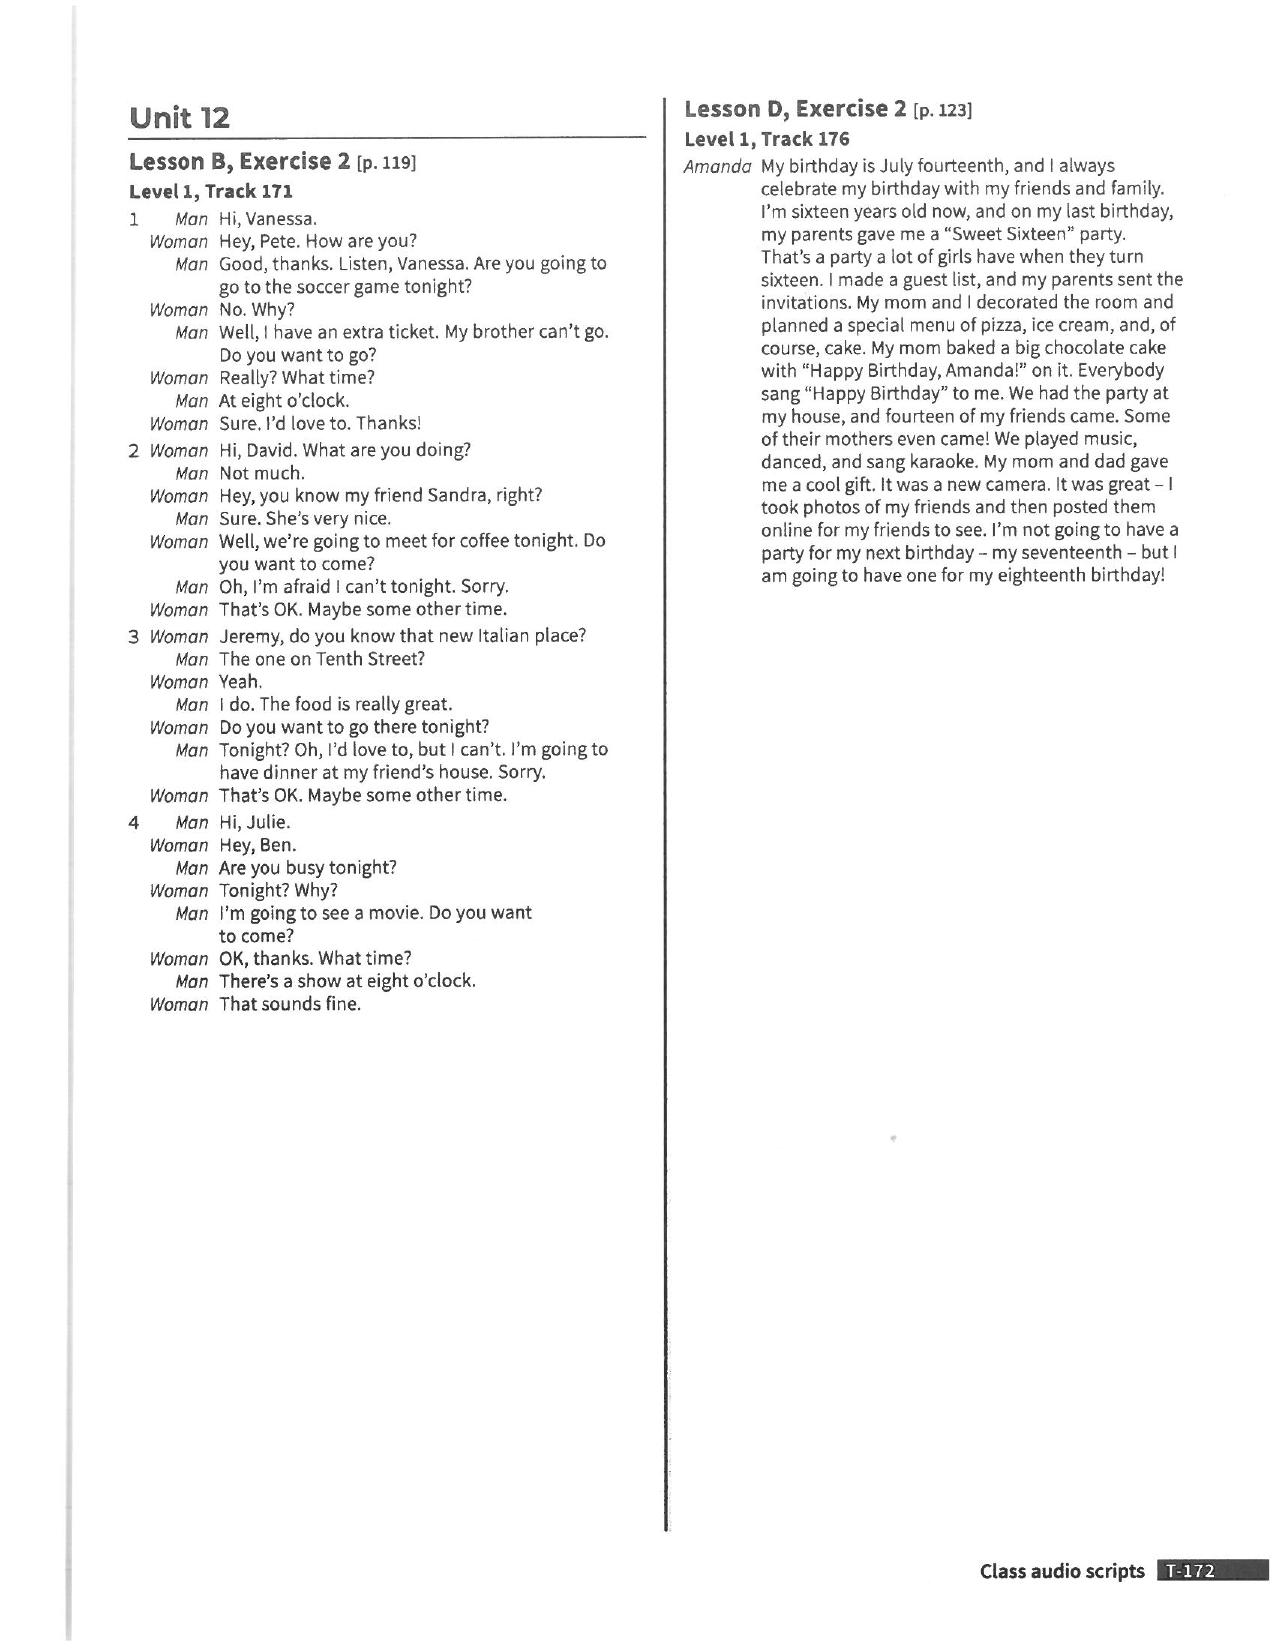 Unit 12
Lesson B, Exercise 2 [p. 119]
Level 1, Track 171
1 Man Hi, Vanessa.
Woman Hey, Pete. How are you?
Man Good, thanks. Listen, Vanessa. Are you going to
go to the soccer game tonight?
Woman No. Why?
Man Well, I have an extra ticket. My brother can't go.
Do you want to go?
Woman Really? What time?
Man At eight o'clock.
Woman Sure. I'd love to. Thanks!
2 Woman Hi, David. What are you doing?
Man Not much.
Woman Hey, you know my friend Sandra, right?
Man Sure. She's very nice.
Woman Well, we're going to meet for coffee tonight. Do
you want to come?
Man Oh, I'm afraid I can't tonight. Sorry.
Woman That's OK. Maybe some other time.
3 Woman Jeremy, do you know that new Italian place?
Man The one on Tenth Street?
Woman Yeah.
Man I do. The food is really great.
Woman Do you want to go there tonight?
Man Tonight? Oh, I'd love to, but I can't. I'm going to
have dinner at my friend's house. Sorry.
Woman That's OK. Maybe some other time.
4 Man Hi, Julie.
Woman Hey, Ben.
Man Are you busy tonight?
Woman Tonight? Why?
Man I'm going to see a movie. Do you want
to come?
Woman OK, thanks. What time?
Man There's a show at eight o'clock.
Woman That sounds fine.
Lesson D, Exercise 2 [p. 123]
Level 1, Track 176
Amanda My birthday is July fourteenth, and I always
celebrate my birthday with my friends and family.
I'm sixteen years old now, and on my last birthday,
my parents gave me a "Sweet Sixteen" party.
That's a party a lot of girls have when they turn
sixteen. I made a guest list, and my parents sent the
invitations. My mom and I decorated the room and
planned a special menu of pizza, ice cream, and, of
course, cake. My mom baked a big chocolate cake
with "Happy Birthday, Amanda!" on it. Everybody
sang "Happy Birthday" to me. We had the party at
my house, and fourteen of my friends came. Some
of their mothers even came! We played music,
danced, and sang karaoke. My mom and dad gave
me a cool gift. It was a new camera. It was great – I
took photos of my friends and then posted them
online for my friends to see. I'm not going to have a
party for my next birthday – my seventeenth – but I
am going to have one for my eighteenth birthday!
Class audio scripts T-172